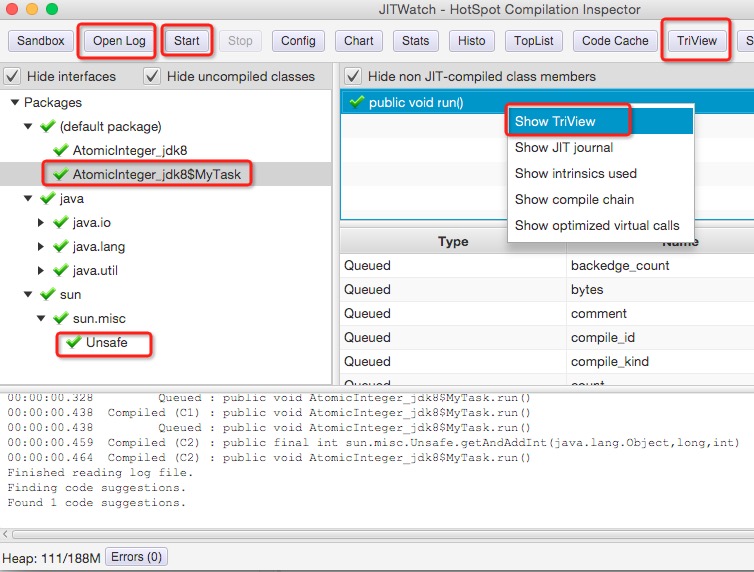 JITWatch - HotSpot Compilation Inspector
Sandbox Open Log Start Stop Config Chart Stats Histo TopList Code Cache TriView S
Hide interfaces Hide uncompiled classes
Hide non JIT-compiled class members
Packages
(default package)
AtomicInteger_jdk8
AtomicInteger_jdk8$MyTask
java
java.io
java.lang
java.util
sun
sun.misc
Unsafe
public void run()
Show TriView
Show JIT journal
Show intrinsics used
Show compile chain
Show optimized virtual calls
Type Name
Queued backedge_count
Queued bytes
Queued comment
Queued compile_id
Queued compile_kind
Queued count
00:00:00.328 Queued : public void AtomicInteger_jdk8$MyTask.run()
00:00:00.438 Compiled (C1) : public void AtomicInteger_jdk8$MyTask.run()
00:00:00.438 Queued : public void AtomicInteger_jdk8$MyTask.run()
00:00:00.459 Compiled (C2) : public final int sun.misc.Unsafe.getAndAddInt(java.lang.Object,long,int)
00:00:00.464 Compiled (C2) : public void AtomicInteger_jdk8$MyTask.run()
Finished reading log file.
Finding code suggestions.
Found 1 code suggestions.
Heap: 111/188M Errors (0)